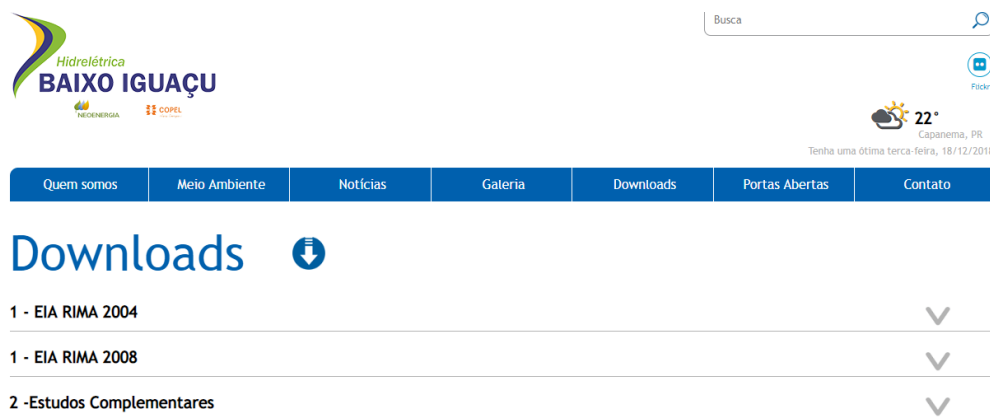 Busca
Hidrelétrica
BAIXO IGUAÇU
NEOENERGIA
COPEL
Flickr
22°
Capanema, PR
Tenha uma ótima terca-feira, 18/12/2018
Quem somos
Meio Ambiente
Notícias
Galeria
Downloads
Portas Abertas
Contato
Downloads
1 - EIA RIMA 2004
1 - EIA RIMA 2008
2 -Estudos Complementares